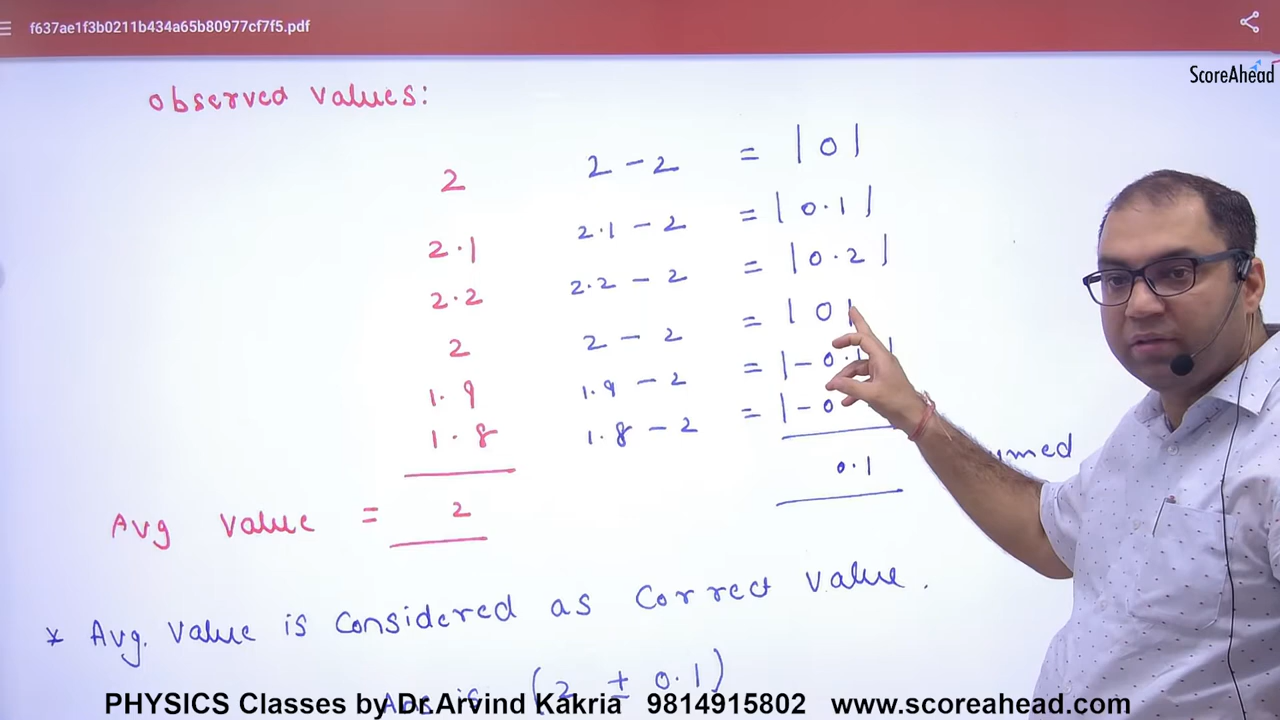 f637ae1f3b0211b434a65b80977cf7f5.pdf
ScoreAhead
observed values:
2 2 - 2 = | 0 |
2.1 2.1 - 2 = | 0.1 |
2.2 2.2 - 2 = | 0.2 |
2 2 - 2 = | 0 |
1.9 1.9 - 2 = | - 0.1 |
1.8 1.8 - 2 = | - 0
0.1
Avg value = 2
* Avg. value is considered as correct value.
(2 ± 0.1)
PHYSICS Classes by Dr.Arvind Kakria 9814915802 www.scoreahead.com